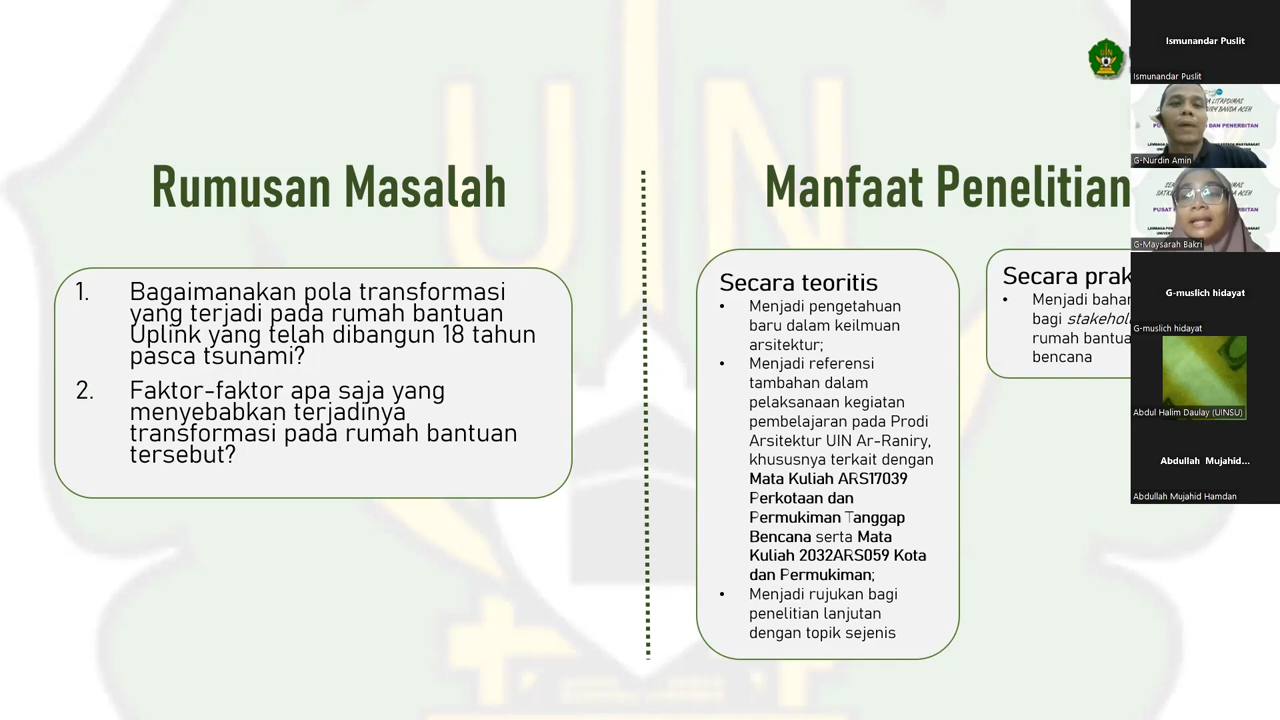 UIN
Rumusan Masalah
1. Bagaimanakan pola transformasi
yang terjadi pada rumah bantuan
Uplink yang telah dibangun 18 tahun
pasca tsunami?
2. Faktor-faktor apa saja yang
menyebabkan terjadinya
transformasi pada rumah bantuan
tersebut?
Manfaat Penelitian
Secara teoritis
• Menjadi pengetahuan
baru dalam keilmuan
arsitektur;
• Menjadi referensi
tambahan dalam
pelaksanaan kegiatan
pembelajaran pada Prodi
Arsitektur UIN Ar-Raniry,
khususnya terkait dengan
Mata Kuliah ARS17039
Perkotaan dan
Permukiman Tanggap
Bencana serta Mata
Kuliah 2032ARS059 Kota
dan Permukiman;
• Menjadi rujukan bagi
penelitian lanjutan
dengan topik sejenis
Secara prak
• Menjadi bahan
bagi
rumah bantua
bencana
Ismunandar Puslit
Ismunandar Puslit
DAN PENERBITAN
G-Nurdin Amin
PUSAT
G-Maysarah Bakri
G-muslich hidayat
G-muslich hidayat
Abdul Halim Daulay (UINSU)
Abdullah Mujahid...
Abdullah Mujahid Hamdan